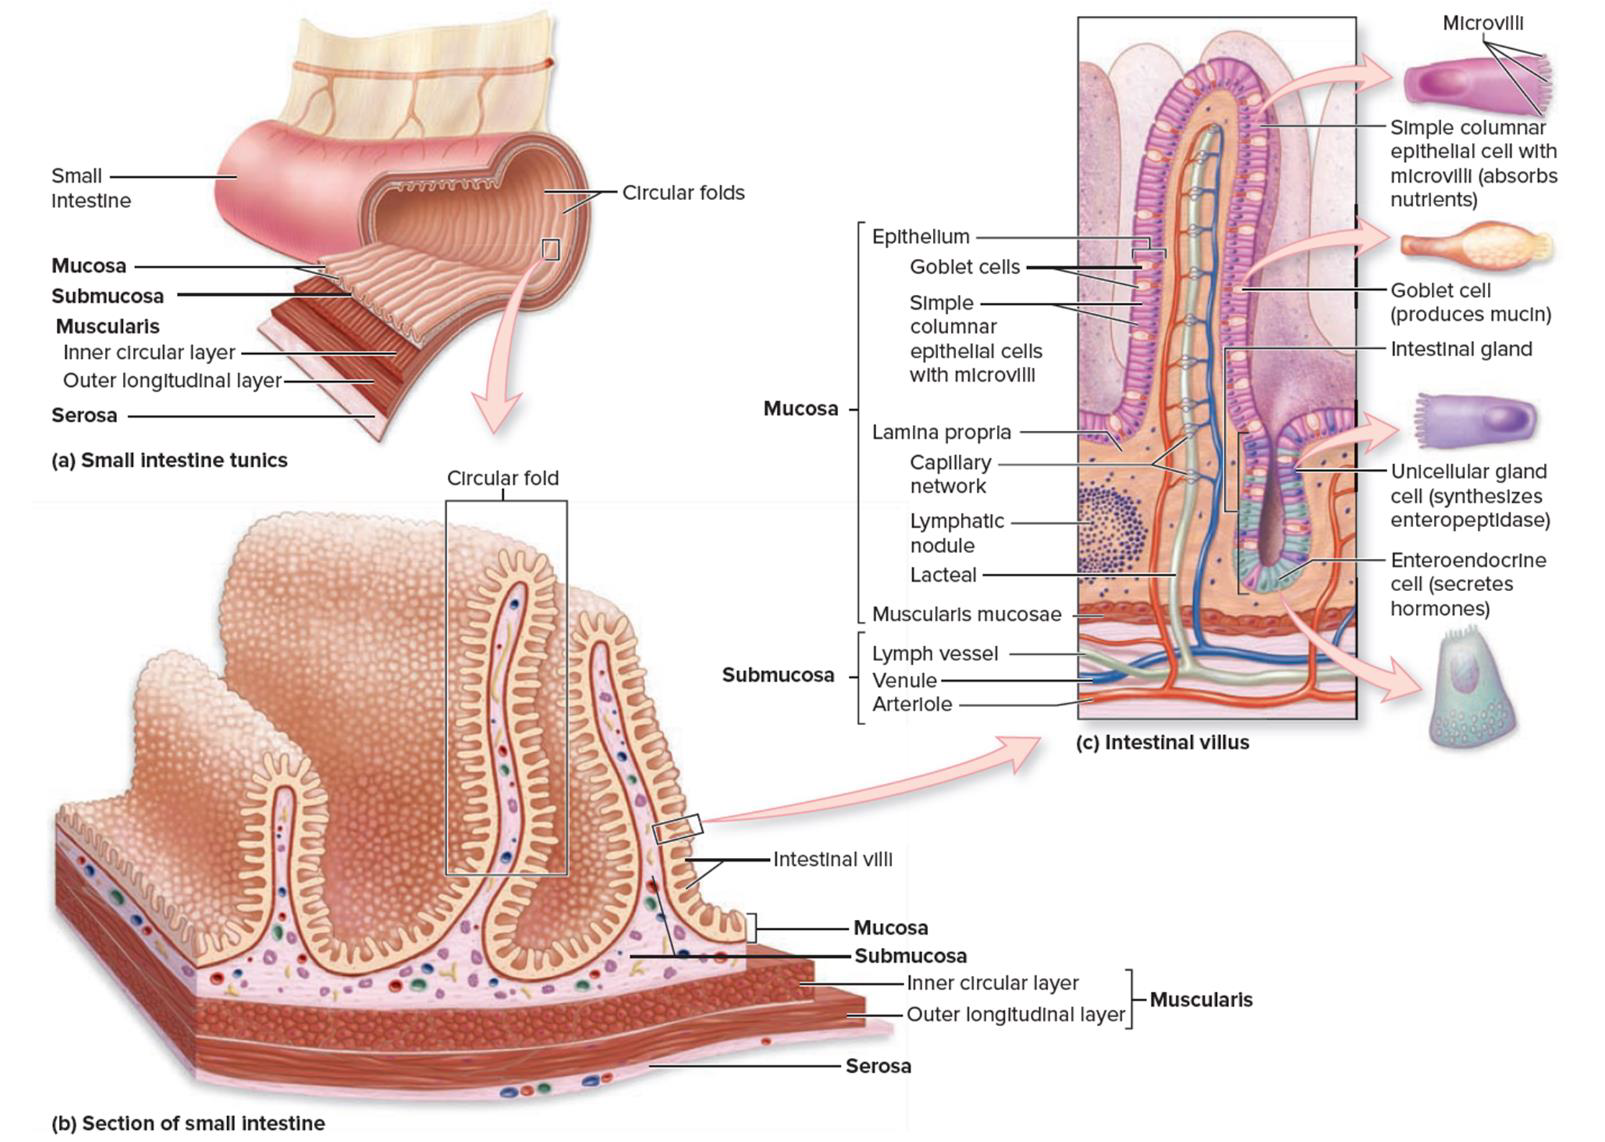 Small
intestine
Circular folds
Mucosa
Submucosa
Muscularis
Inner circular layer
Outer longitudinal layer
Serosa
(a) Small intestine tunics
Circular fold
Intestinal villi
Mucosa
Submucosa
Inner circular layer
Outer longitudinal layer
Muscularis
Serosa
(b) Section of small intestine
Mucosa
Epithelium
Goblet cells
Simple
columnar
epithelial cells
with microvilli
Lamina propria
Capillary
network
Lymphatic
nodule
Lacteal
Muscularis mucosae
Submucosa
Lymph vessel
Venule
Arteriole
Microvilli
Simple columnar
epithelial cell with
microvilli (absorbs
nutrients)
Goblet cell
(produces mucin)
Intestinal gland
Unicellular gland
cell (synthesizes
enteropeptidase)
Enteroendocrine
cell (secretes
hormones)
(c) Intestinal villus